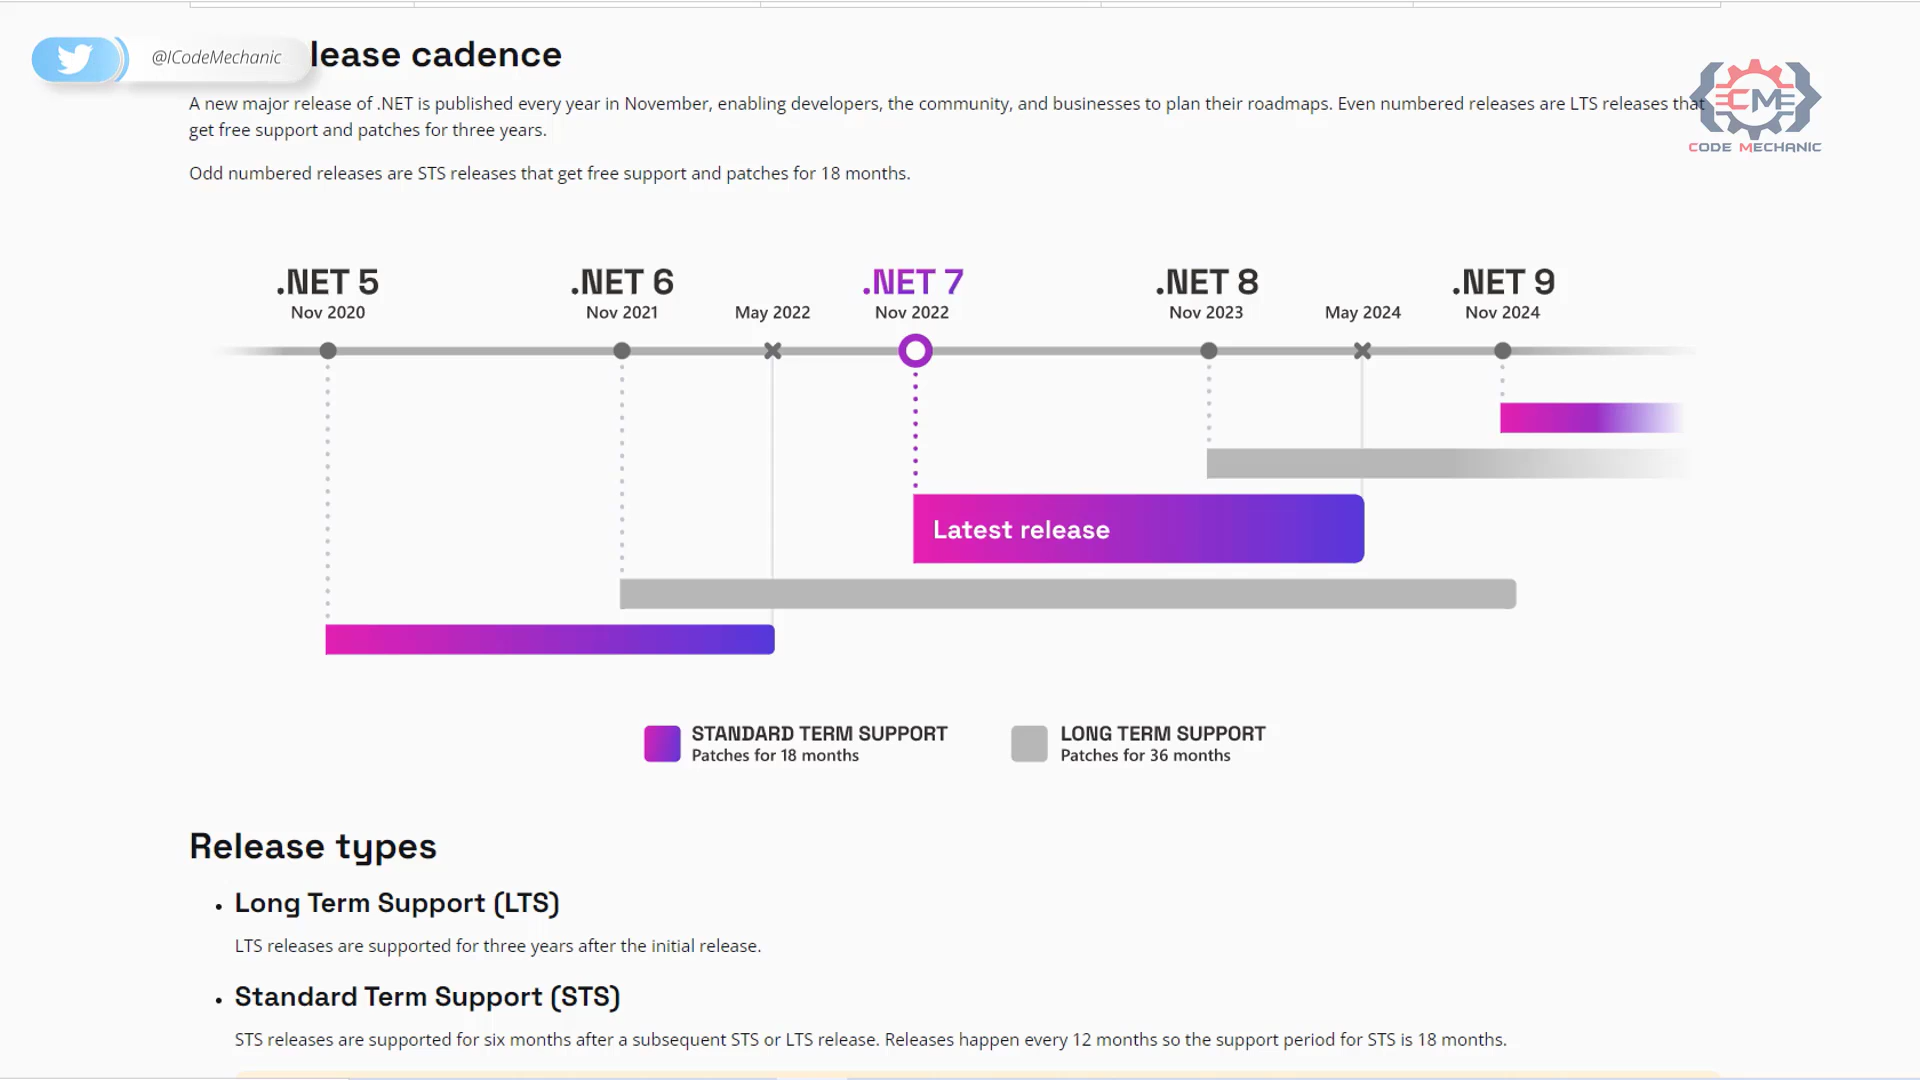 @ICodeMechanic
lease cadence
A new major release of .NET is published every year in November, enabling developers, the community, and businesses to plan their roadmaps. Even numbered releases are LTS releases that
get free support and patches for three years.
CME
CODE MECHANIC
Odd numbered releases are STS releases that get free support and patches for 18 months.
.NET 5
Nov 2020
.NET 6
Nov 2021
May 2022
.NET 7
Nov 2022
.NET 8
Nov 2023
May 2024
.NET 9
Nov 2024
Latest release
STANDARD TERM SUPPORT
Patches for 18 months
LONG TERM SUPPORT
Patches for 36 months
Release types
• Long Term Support (LTS)
LTS releases are supported for three years after the initial release.
• Standard Term Support (STS)
STS releases are supported for six months after a subsequent STS or LTS release. Releases happen every 12 months so the support period for STS is 18 months.